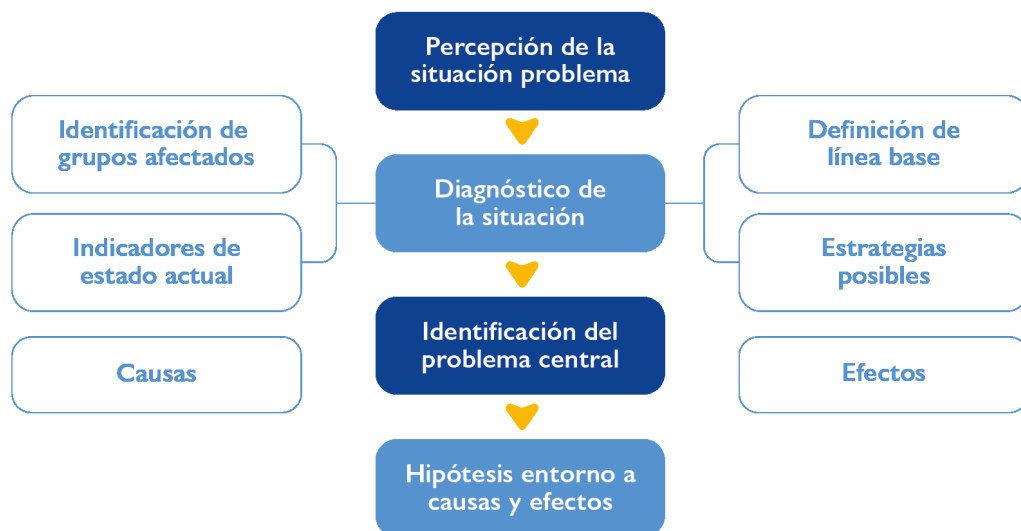 Percepción de la
situación problema
Identificación de
grupos afectados
Definición de
línea base
Diagnóstico de
la situación
Indicadores de
estado actual
Estrategias
posibles
Identificación del
problema central
Causas
Efectos
Hipótesis entorno a
causas y efectos